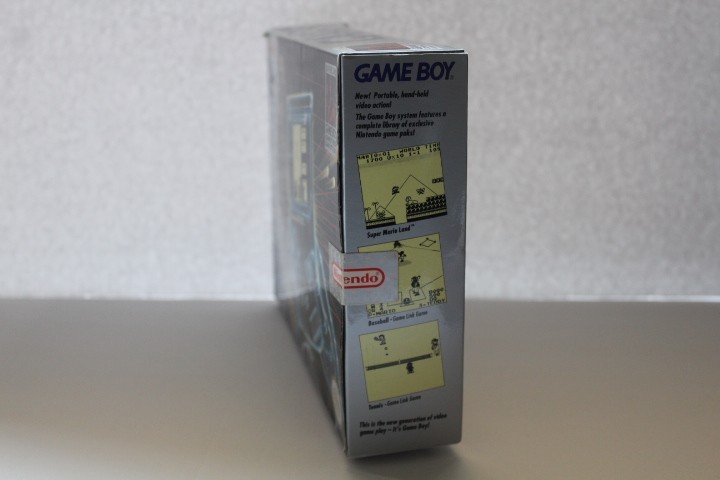 GAME BOY
New! Portable, hand-held
video action!
The Game Boy system features a
complete library of exclusive
Nintendo game paks!
Super Mario Land™
endo
Baseball - Game Link Game
Tennis - Game Link Game
This is the new generation of video
game play - it's Game Boy!